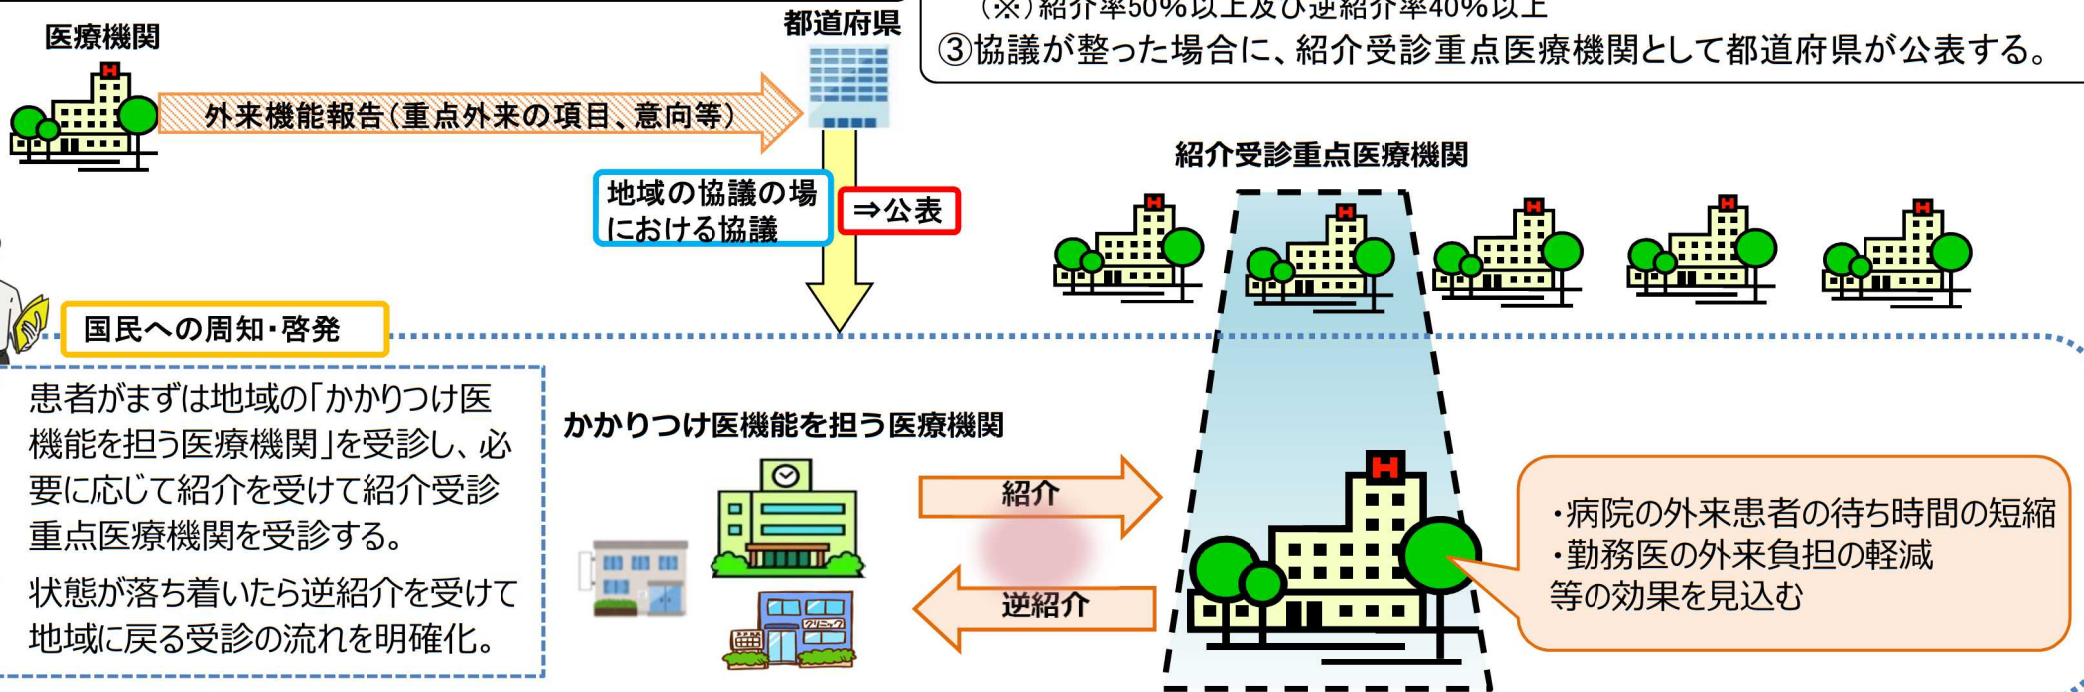 (※)紹介率50%以上及び逆紹介率40%以上
③協議が整った場合に、紹介受診重点医療機関として都道府県が公表する。
医療機関
都道府県
外来機能報告(重点外来の項目、意向等)
地域の協議の場
における協議
⇒公表
紹介受診重点医療機関
H
H
H
H
H
H
国民への周知・啓発
患者がまずは地域の「かかりつけ医
機能を担う医療機関」を受診し、必
要に応じて紹介を受けて紹介受診
重点医療機関を受診する。
状態が落ち着いたら逆紹介を受けて
地域に戻る受診の流れを明確化。
かかりつけ医機能を担う医療機関
クリニック
紹介
逆紹介
H
・病院の外来患者の待ち時間の短縮
・勤務医の外来負担の軽減
等の効果を見込む